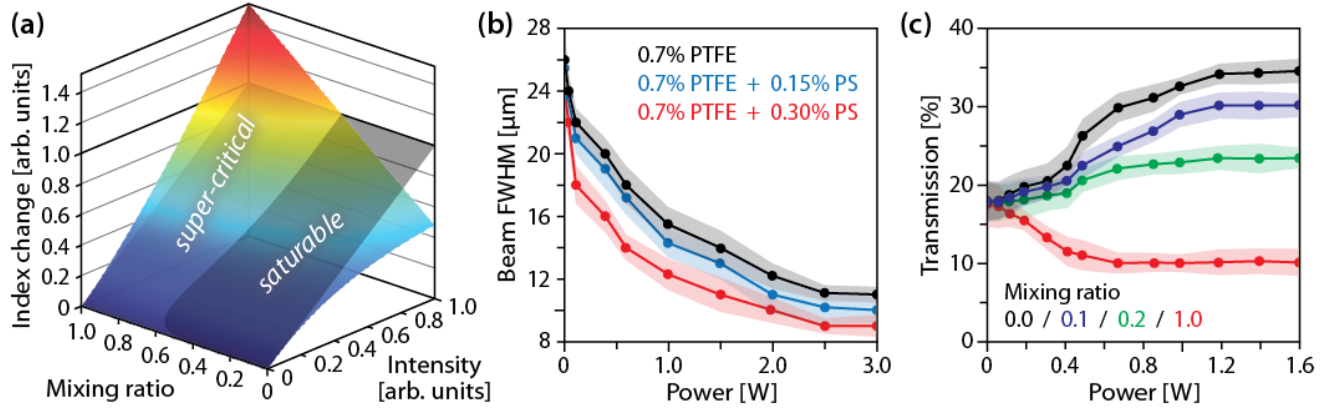 (a)
super-critical
saturable
Index change [arb. units]
1.4
1.2
1.0
0.8
0.6
0.4
0.2
0
1.0
0.8
0.6
0.4
0.2
0
Mixing ratio
0
0.2
0.4
0.6
0.8
1.0
Intensity
[arb. units]
(b)
0.7% PTFE
0.7% PTFE + 0.15% PS
0.7% PTFE + 0.30% PS
Beam FWHM [µm]
28
24
20
16
12
8
0
1.0
2.0
3.0
Power [W]
(c)
Transmission [%]
40
30
20
10
0
Mixing ratio
0.0 / 0.1 / 0.2 / 1.0
0
0.4
0.8
1.2
1.6
Power [W]